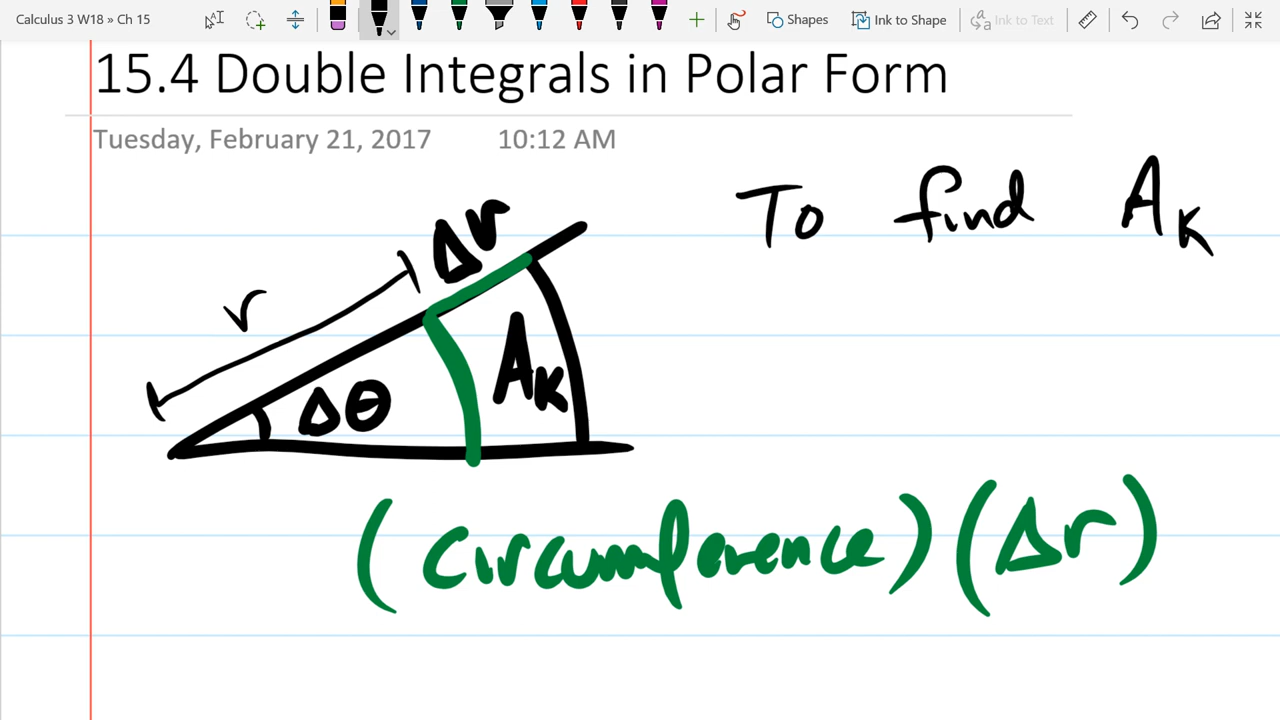 Calculus 3 W18 » Ch 15
Shapes
Ink to Shape
Ink to Text
15.4 Double Integrals in Polar Form
Tuesday, February 21, 2017 10:12 AM
To find A_K
Δr
r
Δθ
A_K
(circumference)(Δr)